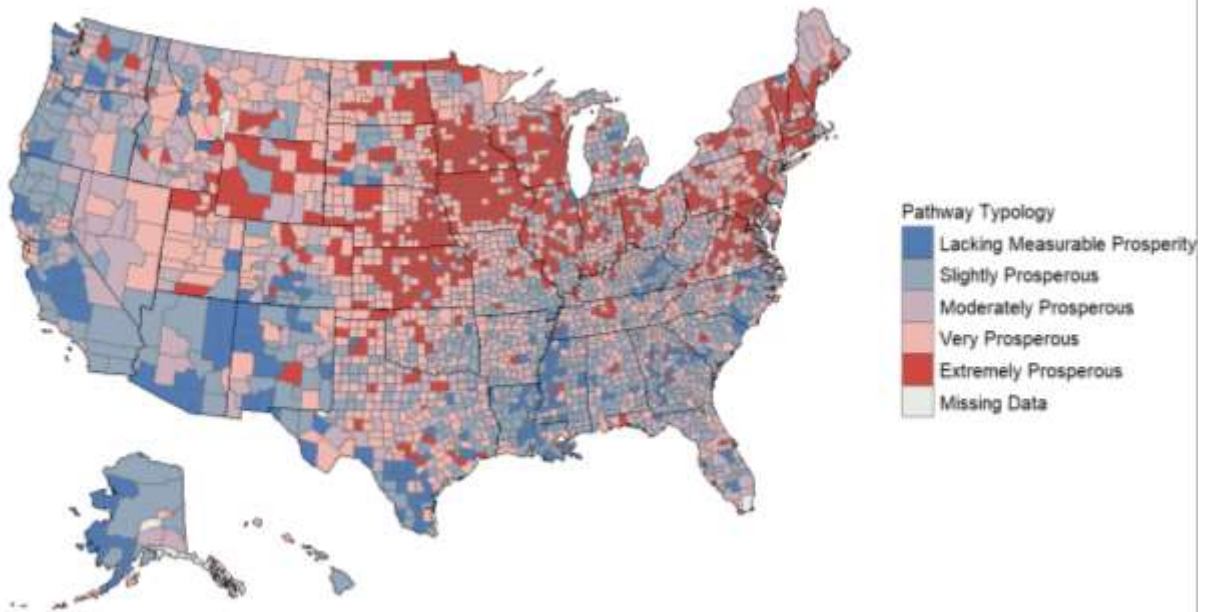 Pathway Typology
Lacking Measurable Prosperity
Slightly Prosperous
Moderately Prosperous
Very Prosperous
Extremely Prosperous
Missing Data